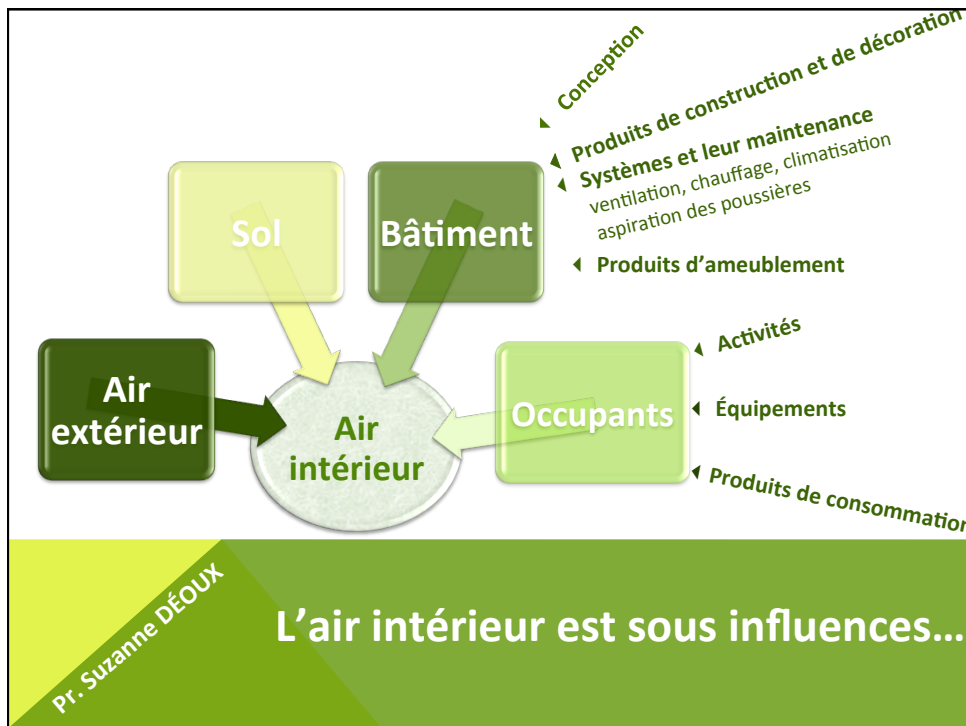 Conception
Produits de construction et de décoration
Systèmes et leur maintenance
ventilation, chauffage, climatisation
aspiration des poussières
Produits d’ameublement
Sol
Bâtiment
Air
extérieur
Air
intérieur
Occupants
Activités
Équipements
Produits de consommation
Pr. Suzanne DÉOUX
L’air intérieur est sous influences…